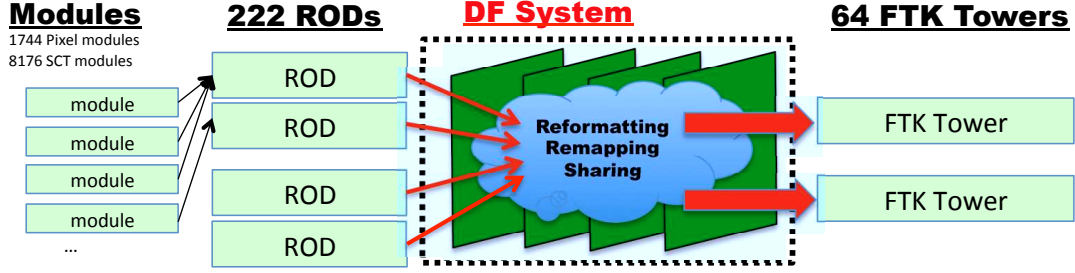 Modules
1744 Pixel modules
8176 SCT modules
module
module
module
module
...
222 RODs
ROD
ROD
ROD
ROD
DF System
Reformatting
Remapping
Sharing
64 FTK Towers
FTK Tower
FTK Tower